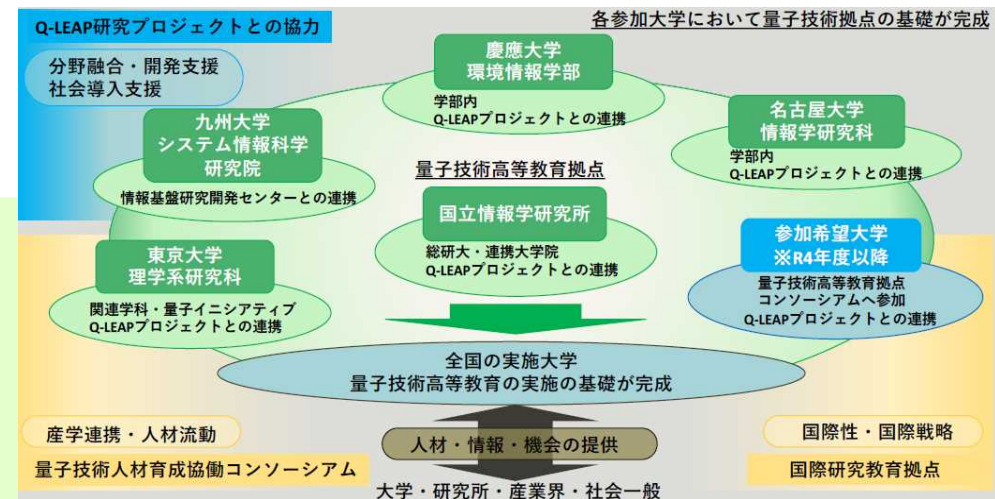 Q-LEAP研究プロジェクトとの協力
各参加大学において量子技術拠点の基礎が完成
分野融合・開発支援
社会導入支援
慶應大学
環境情報学部
学部内
Q-LEAPプロジェクトとの連携
九州大学
システム情報科学
研究院
情報基盤研究開発センターとの連携
名古屋大学
情報学研究科
学部内
Q-LEAPプロジェクトとの連携
量子技術高等教育拠点
国立情報学研究所
総研大・連携大学院
Q-LEAPプロジェクトとの連携
東京大学
理学系研究科
関連学科・量子イニシアティブ
Q-LEAPプロジェクトとの連携
参加希望大学
※R4年度以降
量子技術高等教育拠点
コンソーシアムへ参加
Q-LEAPプロジェクトとの連携
全国の実施大学
量子技術高等教育の実施の基礎が完成
産学連携・人材流動
量子技術人材育成協働コンソーシアム
人材・情報・機会の提供
国際性・国際戦略
国際研究教育拠点
大学・研究所・産業界・社会一般